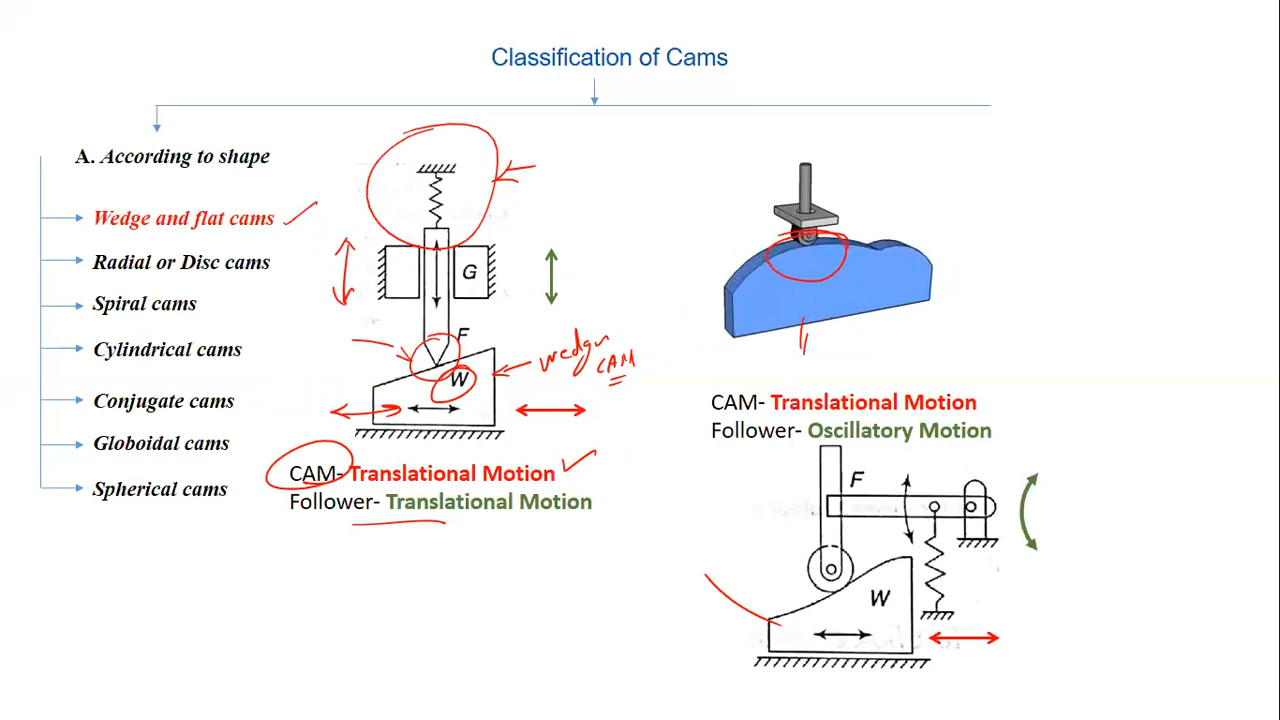 Classification of Cams
A. According to shape
Wedge and flat cams
Radial or Disc cams
Spiral cams
Cylindrical cams
Conjugate cams
Globoidal cams
Spherical cams
G
F
W
wedge
CAM
CAM- Translational Motion
Follower- Translational Motion
CAM- Translational Motion
Follower- Oscillatory Motion
F
W